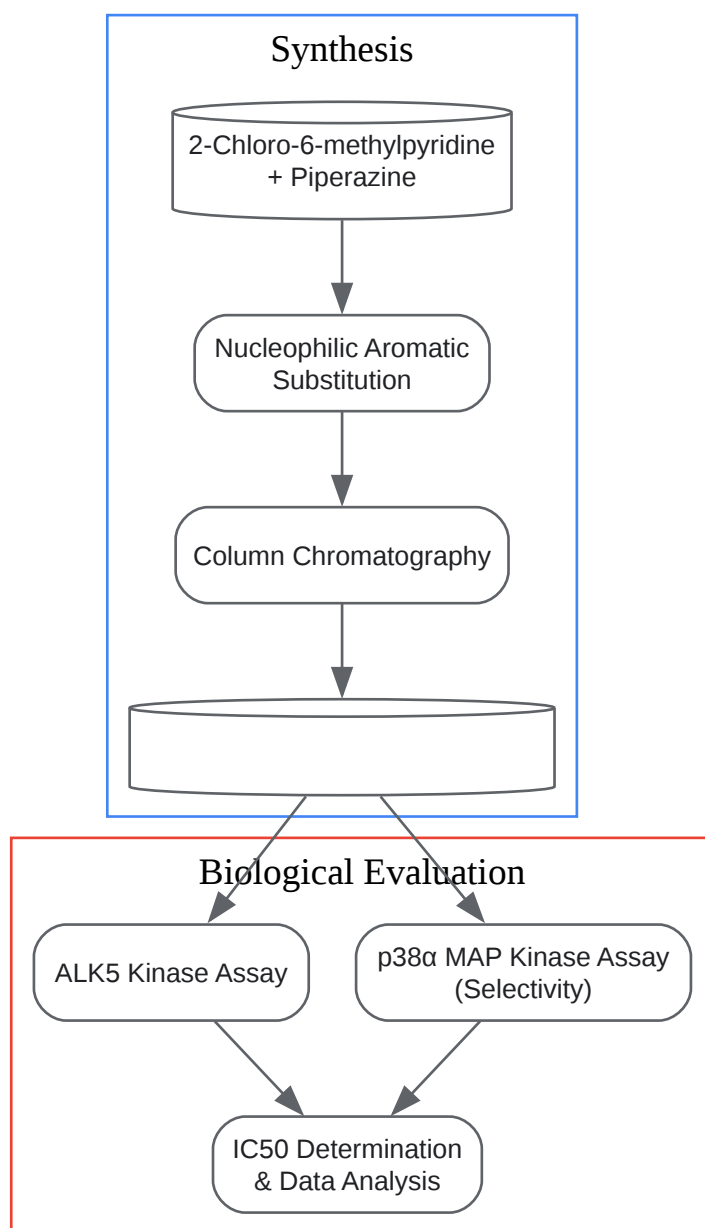 Synthesis
2-Chloro-6-methylpyridine
+ Piperazine
Nucleophilic Aromatic
Substitution
Column Chromatography
Biological Evaluation
ALK5 Kinase Assay
p38α MAP Kinase Assay
(Selectivity)
IC50 Determination
& Data Analysis